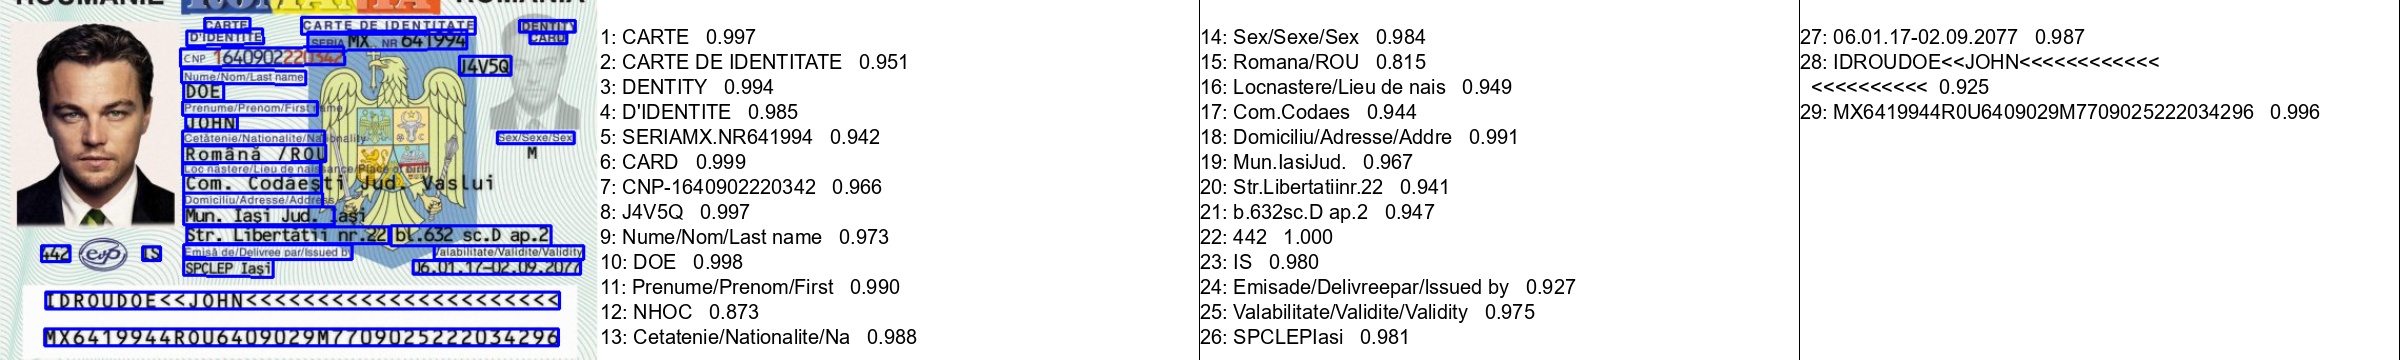 ROUMANIE ROMANIA ROMANIA
CARTE D'IDENTITE
CARTE DE IDENTITATE
IDENTITY CARD
SERIA MX NR 641994
CNP 1640902220342
J4V5Q
Nume/Nom/Last name
DOE
Prenume/Prenom/First name
JOHN
Cetăţenie/Nationalite/Nationality
Română /ROU
Sex/Sexe/Sex
M
Loc naştere/Lieu de naissance/Place of birth
Com. Codaeşti Jud. Vaslui
Domiciliu/Adresse/Address
Mun. Iaşi Jud. Iaşi
Str. Libertătii nr.22 bl.632 sc.D ap.2
442 evp IS
Emisă de/Delivree par/Issued by
Valabilitate/Validite/Validity
SPCLEP Iaşi
06.01.17-02.09.2077
IDROUDOE<<JOHN<<<<<<<<<<<<<<<<<<<<<<
MX6419944ROU6409029M7709025222034296
1: CARTE 0.997
2: CARTE DE IDENTITATE 0.951
3: DENTITY 0.994
4: D'IDENTITE 0.985
5: SERIAMX.NR641994 0.942
6: CARD 0.999
7: CNP-1640902220342 0.966
8: J4V5Q 0.997
9: Nume/Nom/Last name 0.973
10: DOE 0.998
11: Prenume/Prenom/First 0.990
12: NHOC 0.873
13: Cetatenie/Nationalite/Na 0.988
14: Sex/Sexe/Sex 0.984
15: Romana/ROU 0.815
16: Locnastere/Lieu de nais 0.949
17: Com.Codaes 0.944
18: Domiciliu/Adresse/Addre 0.991
19: Mun.IasiJud. 0.967
20: Str.Libertatiinr.22 0.941
21: b.632sc.D ap.2 0.947
22: 442 1.000
23: IS 0.980
24: Emisade/Delivreepar/Issued by 0.927
25: Valabilitate/Validite/Validity 0.975
26: SPCLEPIasi 0.981
27: 06.01.17-02.09.2077 0.987
28: IDROUDOE<<JOHN<<<<<<<<<<<<
<<<<<<<<<< 0.925
29: MX6419944R0U6409029M7709025222034296 0.996